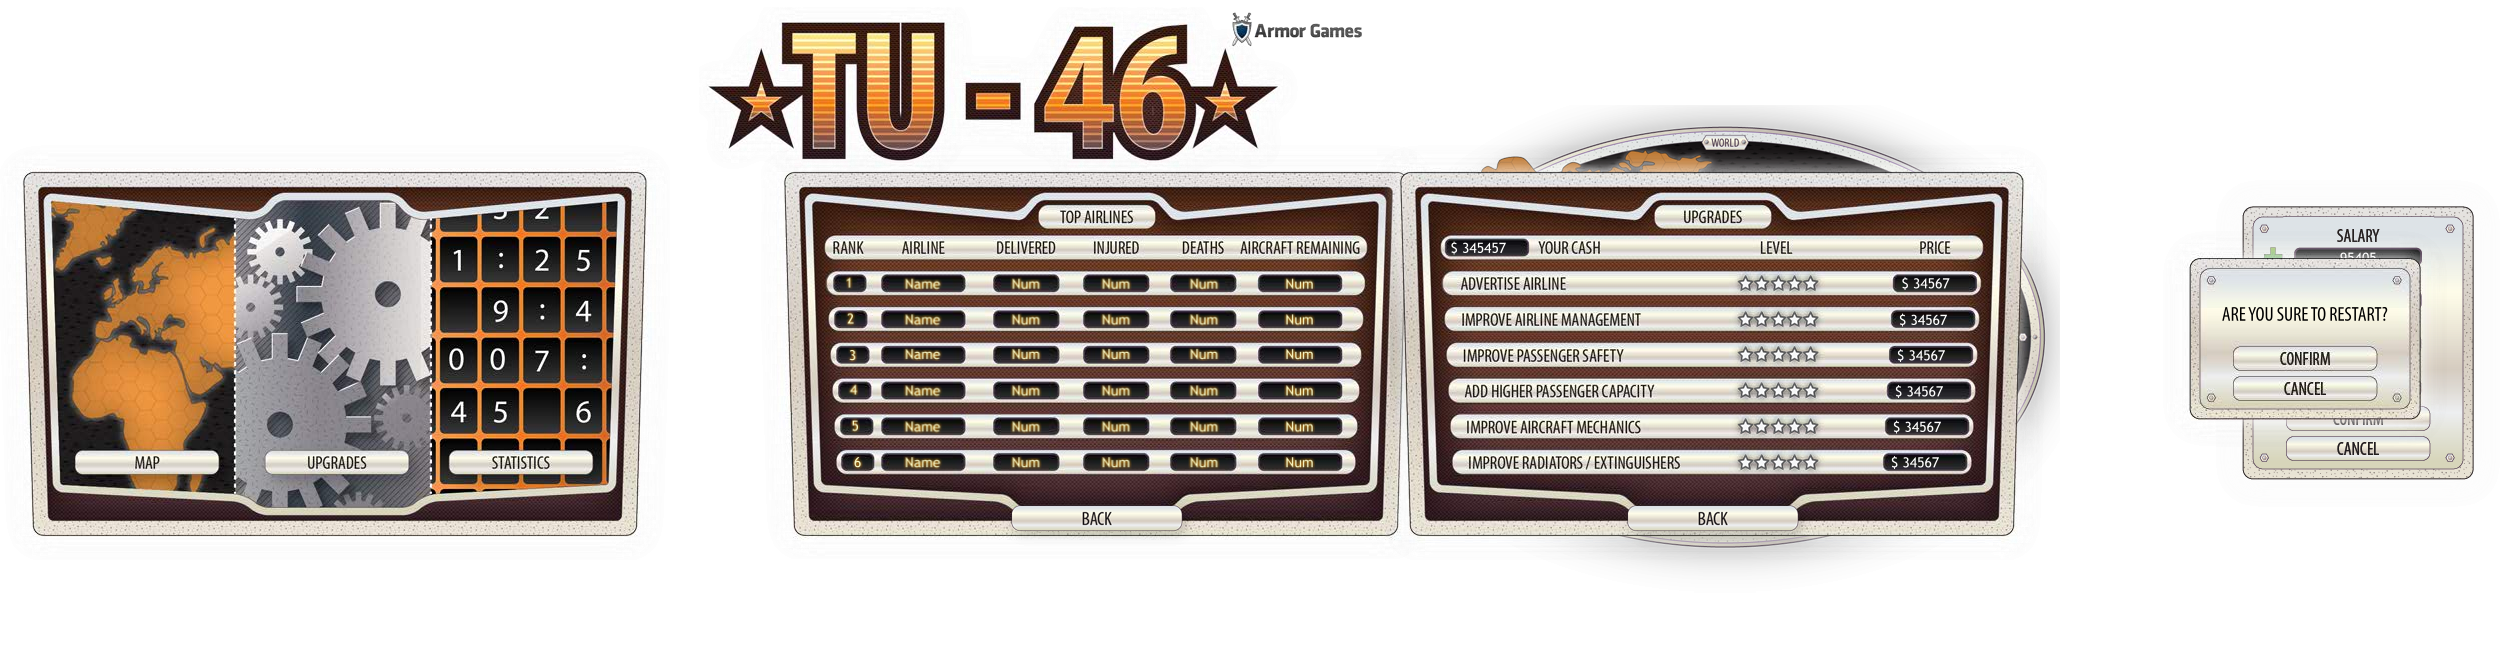 TU - 46
Armor Games
3 2
1 : 2 5
9 : 4
0 0 7 :
4 5 6
MAP
UPGRADES
STATISTICS
TOP AIRLINES
RANK AIRLINE DELIVERED INJURED DEATHS AIRCRAFT REMAINING
1 Name Num Num Num Num
2 Name Num Num Num Num
3 Name Num Num Num Num
4 Name Num Num Num Num
5 Name Num Num Num Num
6 Name Num Num Num Num
BACK
WORLD
UPGRADES
$ 345457 YOUR CASH LEVEL PRICE
ADVERTISE AIRLINE $ 34567
IMPROVE AIRLINE MANAGEMENT $ 34567
IMPROVE PASSENGER SAFETY $ 34567
ADD HIGHER PASSENGER CAPACITY $ 34567
IMPROVE AIRCRAFT MECHANICS $ 34567
IMPROVE RADIATORS / EXTINGUISHERS $ 34567
BACK
SALARY
95405
ARE YOU SURE TO RESTART?
CONFIRM
CANCEL
CONFIRM
CANCEL